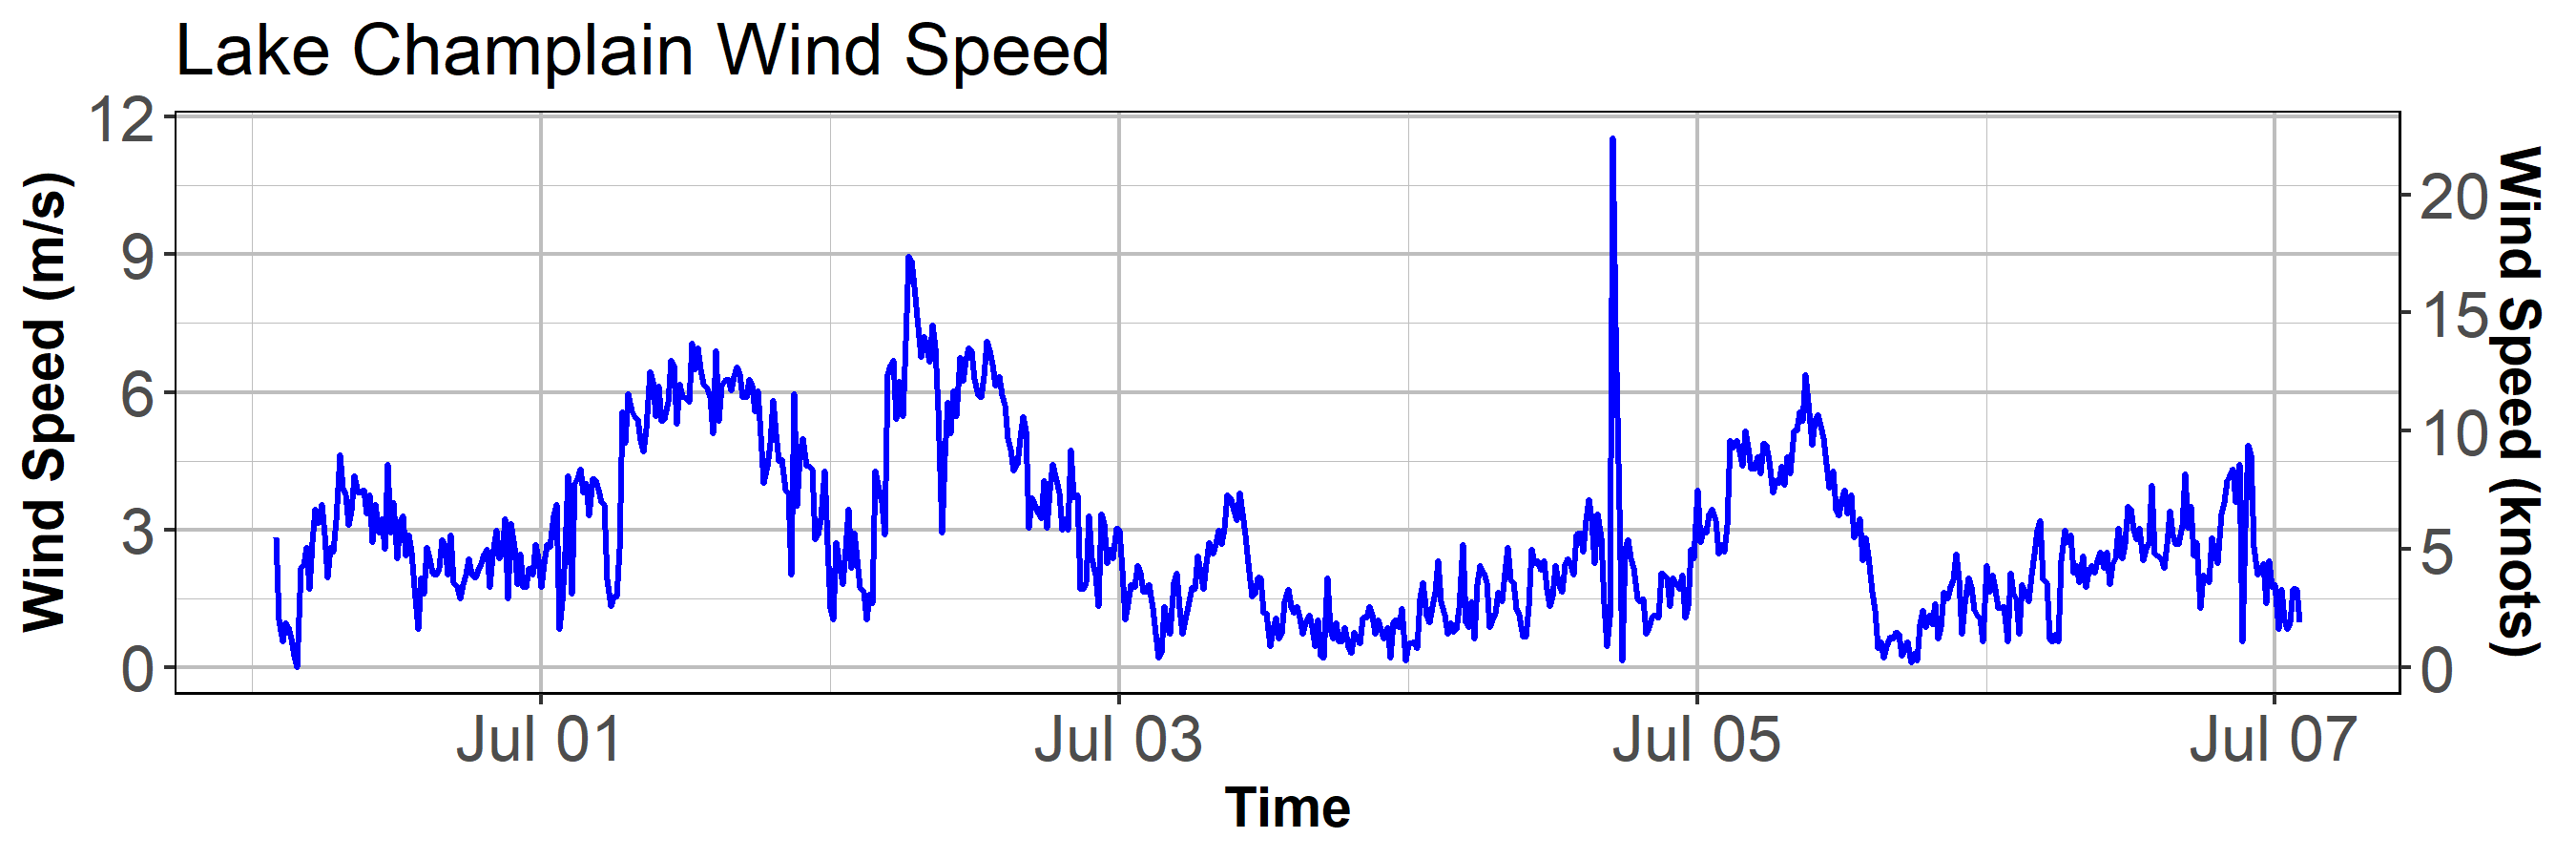 Lake Champlain Wind Speed
Wind Speed (m/s)
12
9
6
3
0
20
15
10
5
0
Wind Speed (knots)
Jul 01 Jul 03 Jul 05 Jul 07
Time